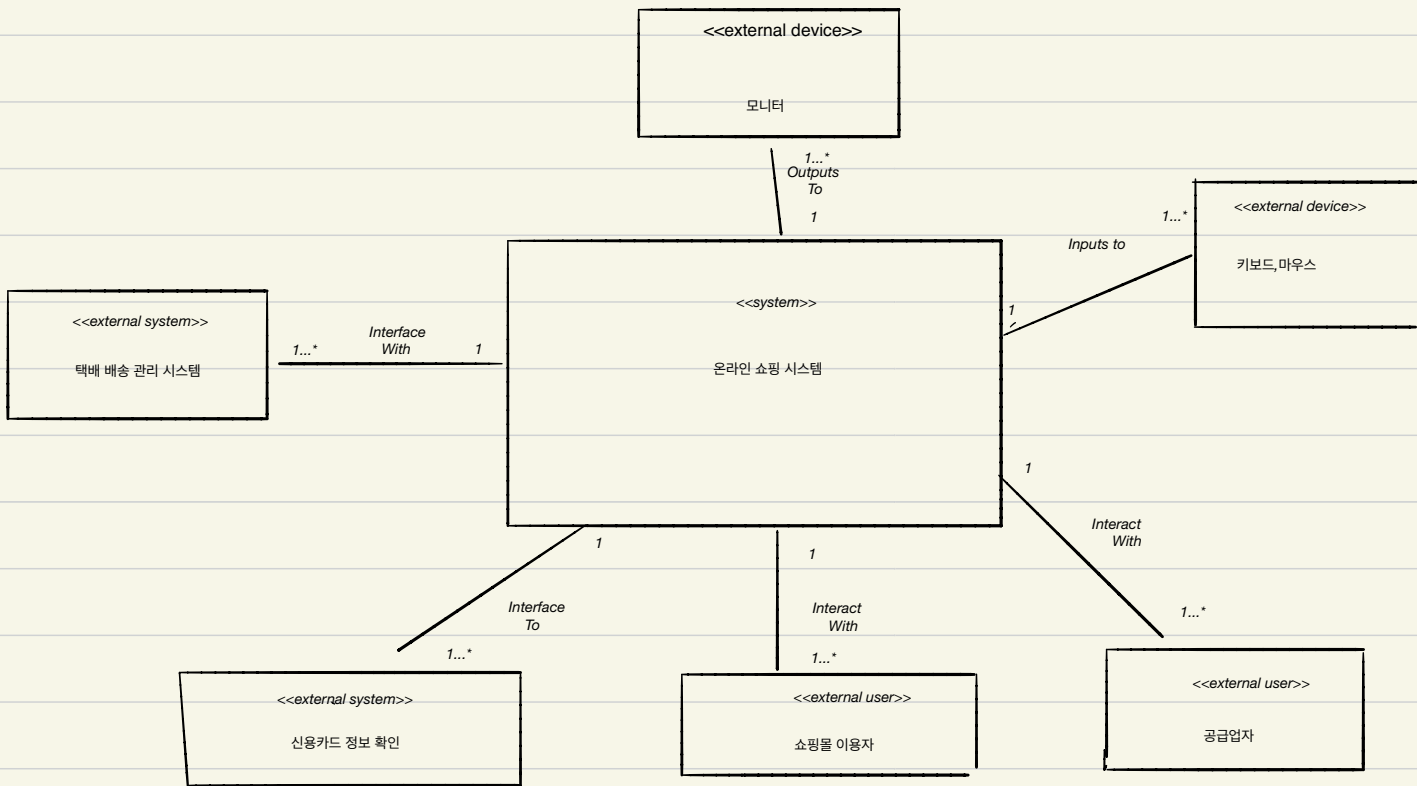 <<external device>>
모니터
1...*
Outputs
To
1
<<external device>>
키보드,마우스
1...*
Inputs to
1
<<system>>
온라인 쇼핑 시스템
<<external system>>
택배 배송 관리 시스템
Interface
With
1...*
1
1
Interface
To
1...*
<<external system>>
신용카드 정보 확인
1
Interact
With
1...*
<<external user>>
쇼핑몰 이용자
1
Interact
With
1...*
<<external user>>
공급업자